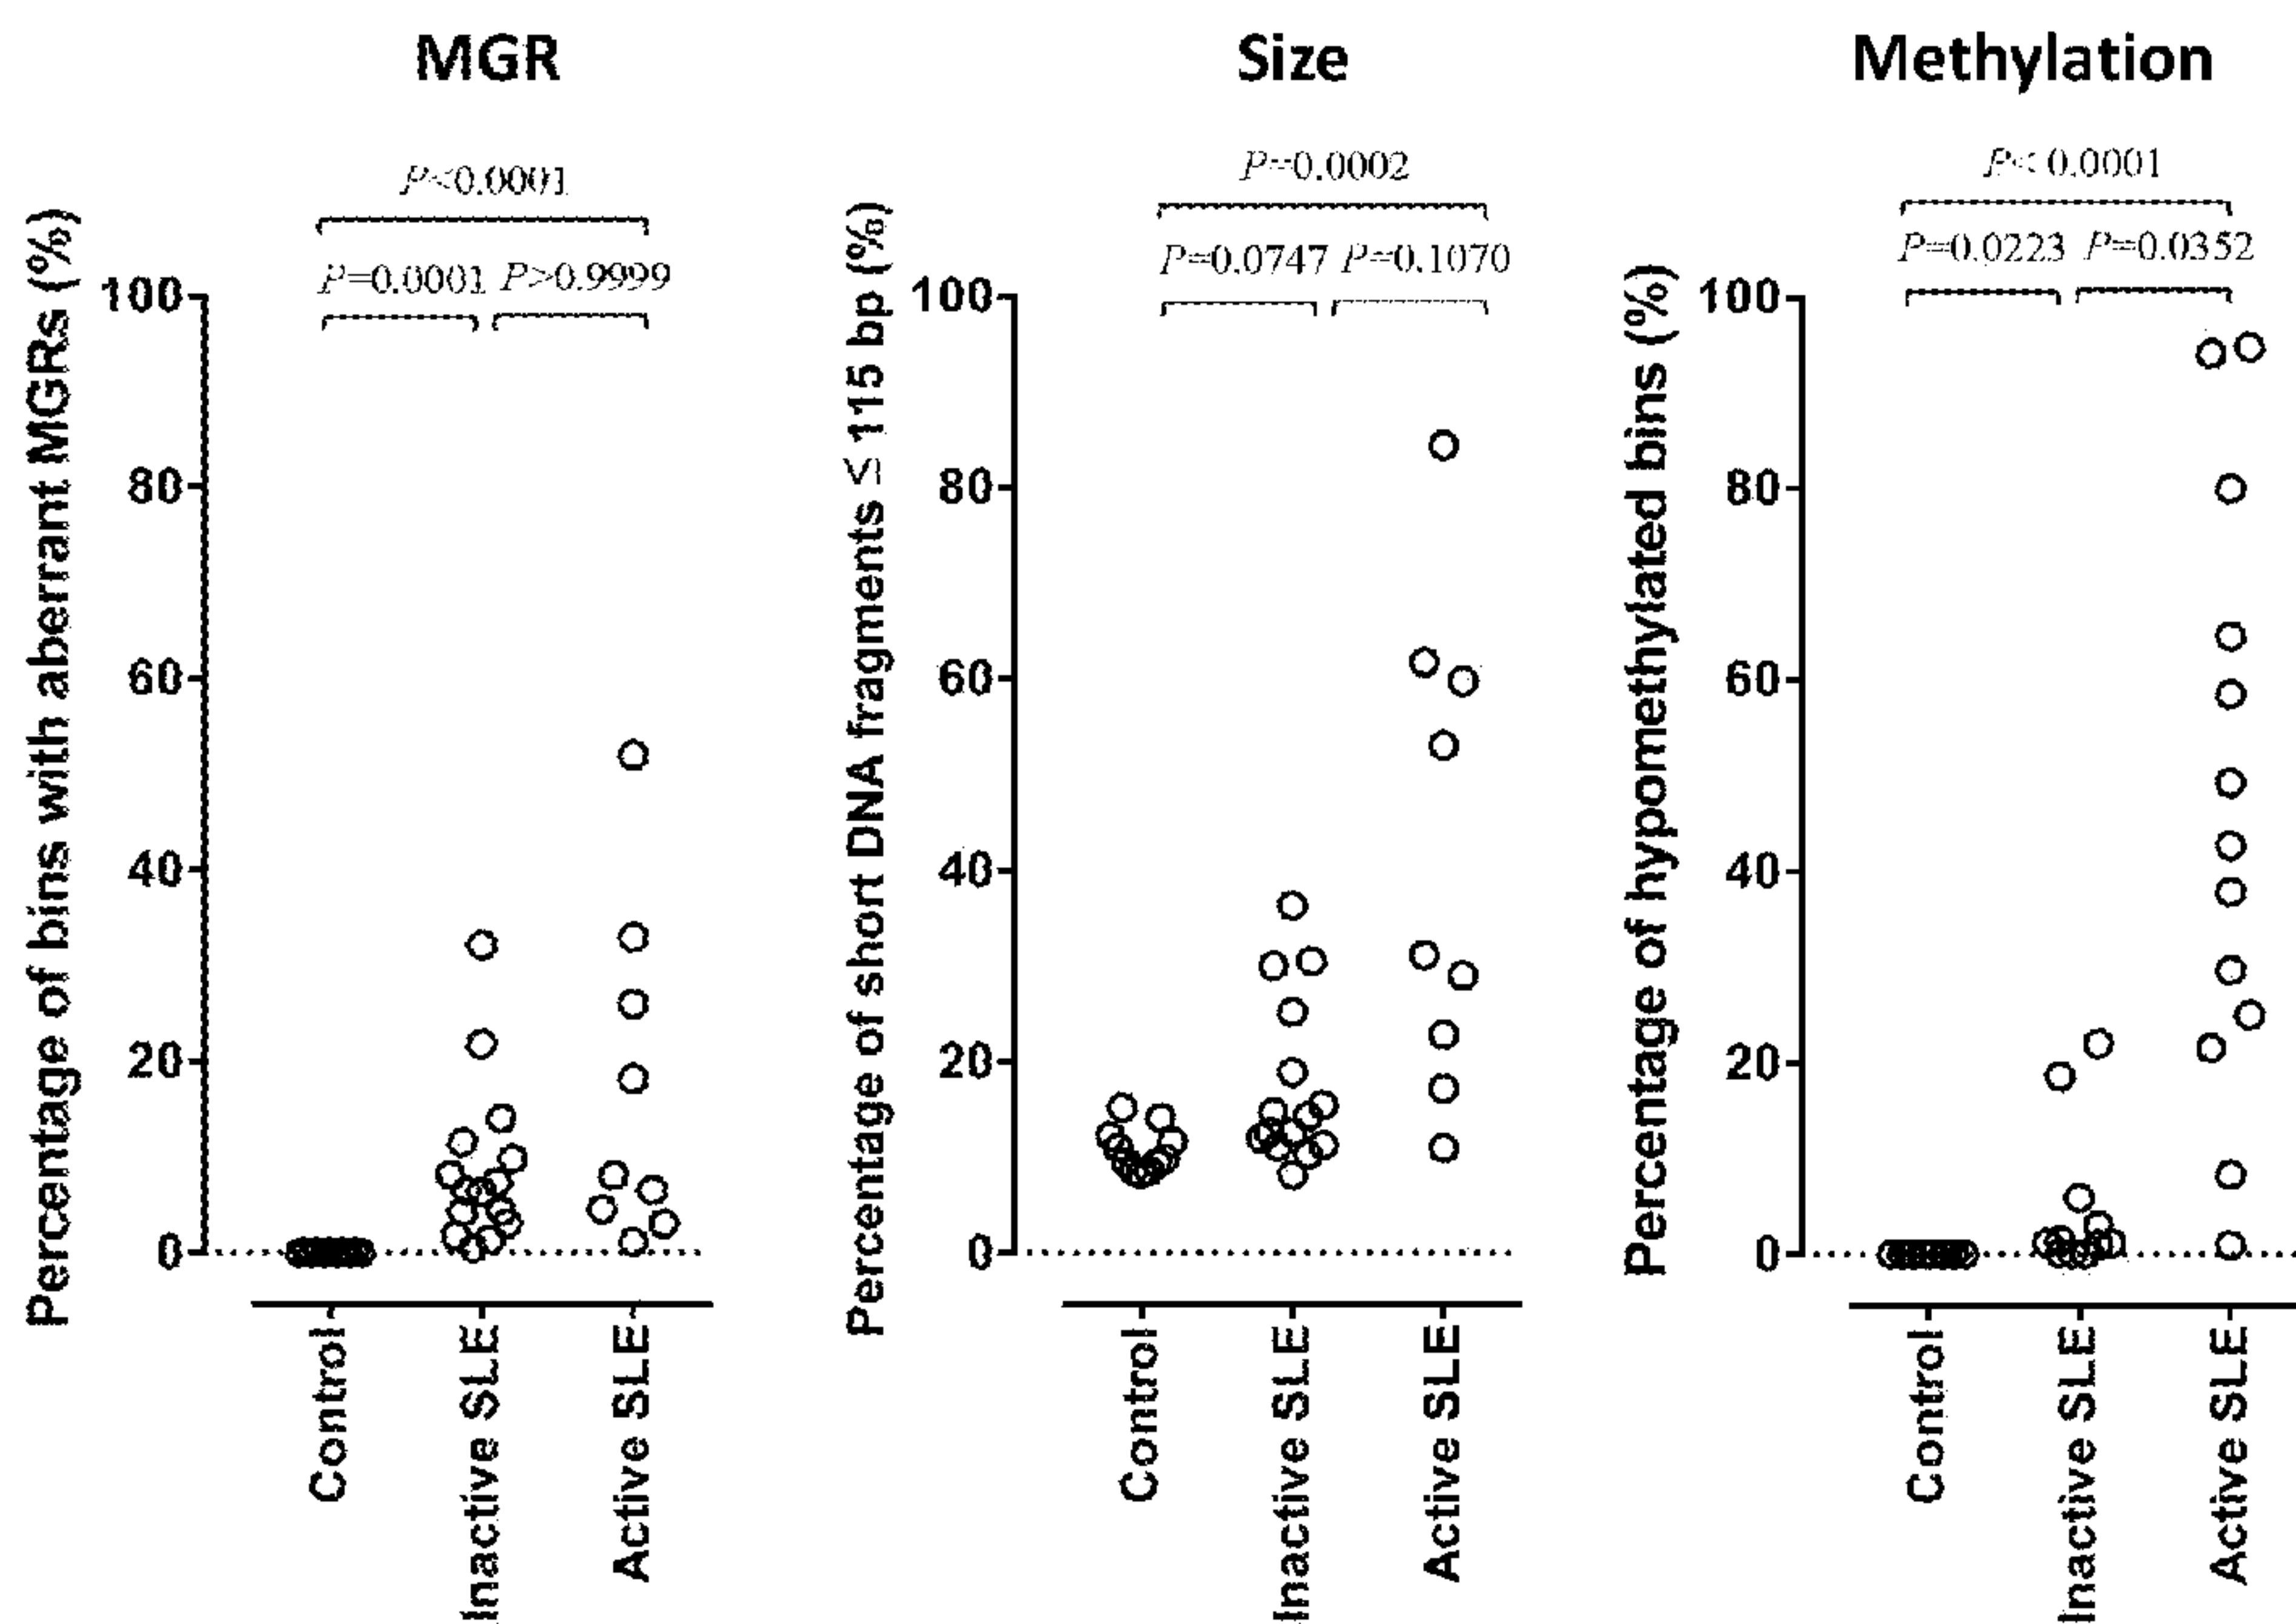 MGR
P<0.0001
P=0.0001 P>0.9999
Percentage of bins with aberrant MGRs (%)
100
80
60
40
20
0
Control
Inactive SLE
Active SLE
Size
P=0.0002
P=0.0747 P=0.1070
Percentage of short DNA fragments ≤ 115 bp (%)
100
80
60
40
20
0
Control
Inactive SLE
Active SLE
Methylation
P< 0.0001
P=0.0223 P=0.0352
Percentage of hypomethylated bins (%)
100
80
60
40
20
0
Control
Inactive SLE
Active SLE